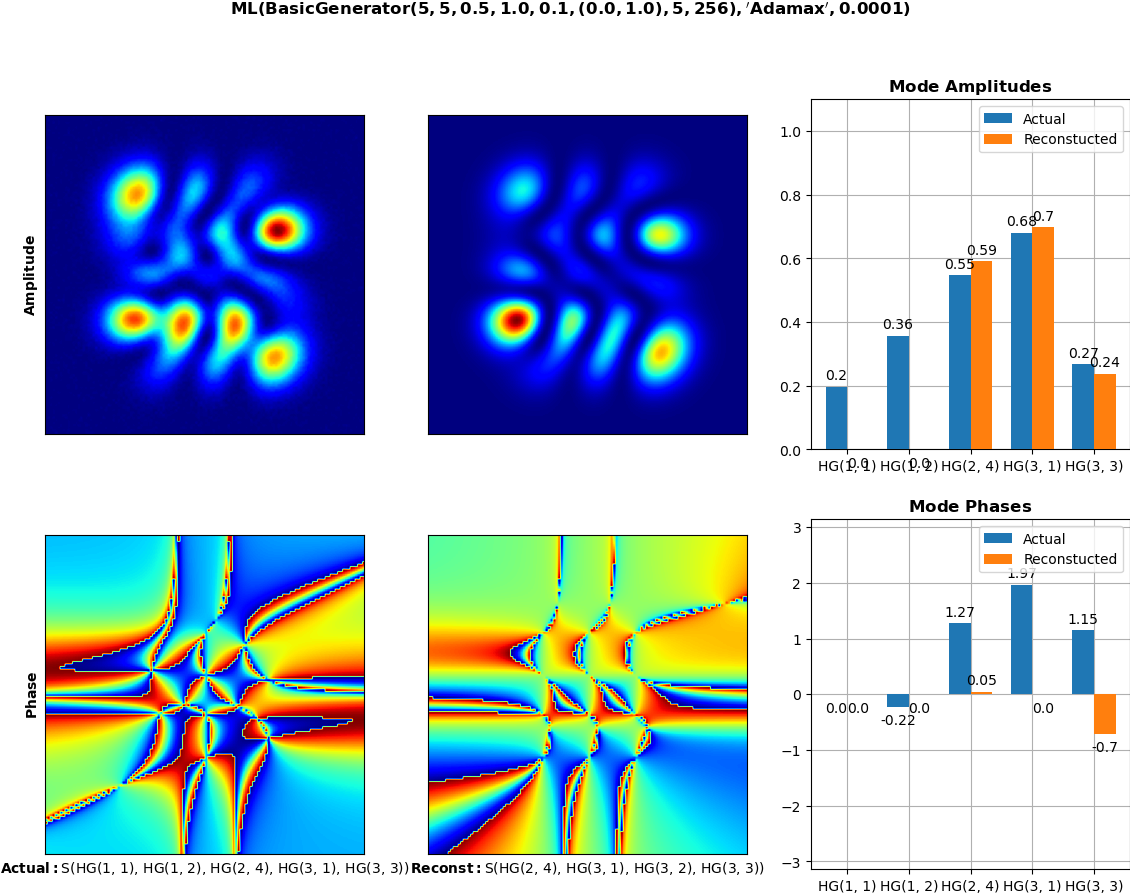 ML(BasicGenerator(5, 5, 0.5, 1.0, 0.1, (0.0, 1.0), 5, 256), 'Adamax', 0.0001)
Mode Amplitudes
Amplitude
1.0
0.8
0.6
0.4
0.2
0.0
Actual
Reconstucted
0.2
0.36
0.55
0.59
0.68
0.7
0.27
0.24
0.0
0.0
HG(1, 1) HG(1, 2) HG(2, 4) HG(3, 1) HG(3, 3)
Mode Phases
Phase
3
2
1
0
−1
−2
−3
Actual
Reconstucted
0.0
0.0
-0.22
0.0
1.27
0.05
1.97
0.0
1.15
-0.7
HG(1, 1) HG(1, 2) HG(2, 4) HG(3, 1) HG(3, 3)
Actual: S(HG(1, 1), HG(1, 2), HG(2, 4), HG(3, 1), HG(3, 3))
Reconst: S(HG(2, 4), HG(3, 1), HG(3, 2), HG(3, 3))